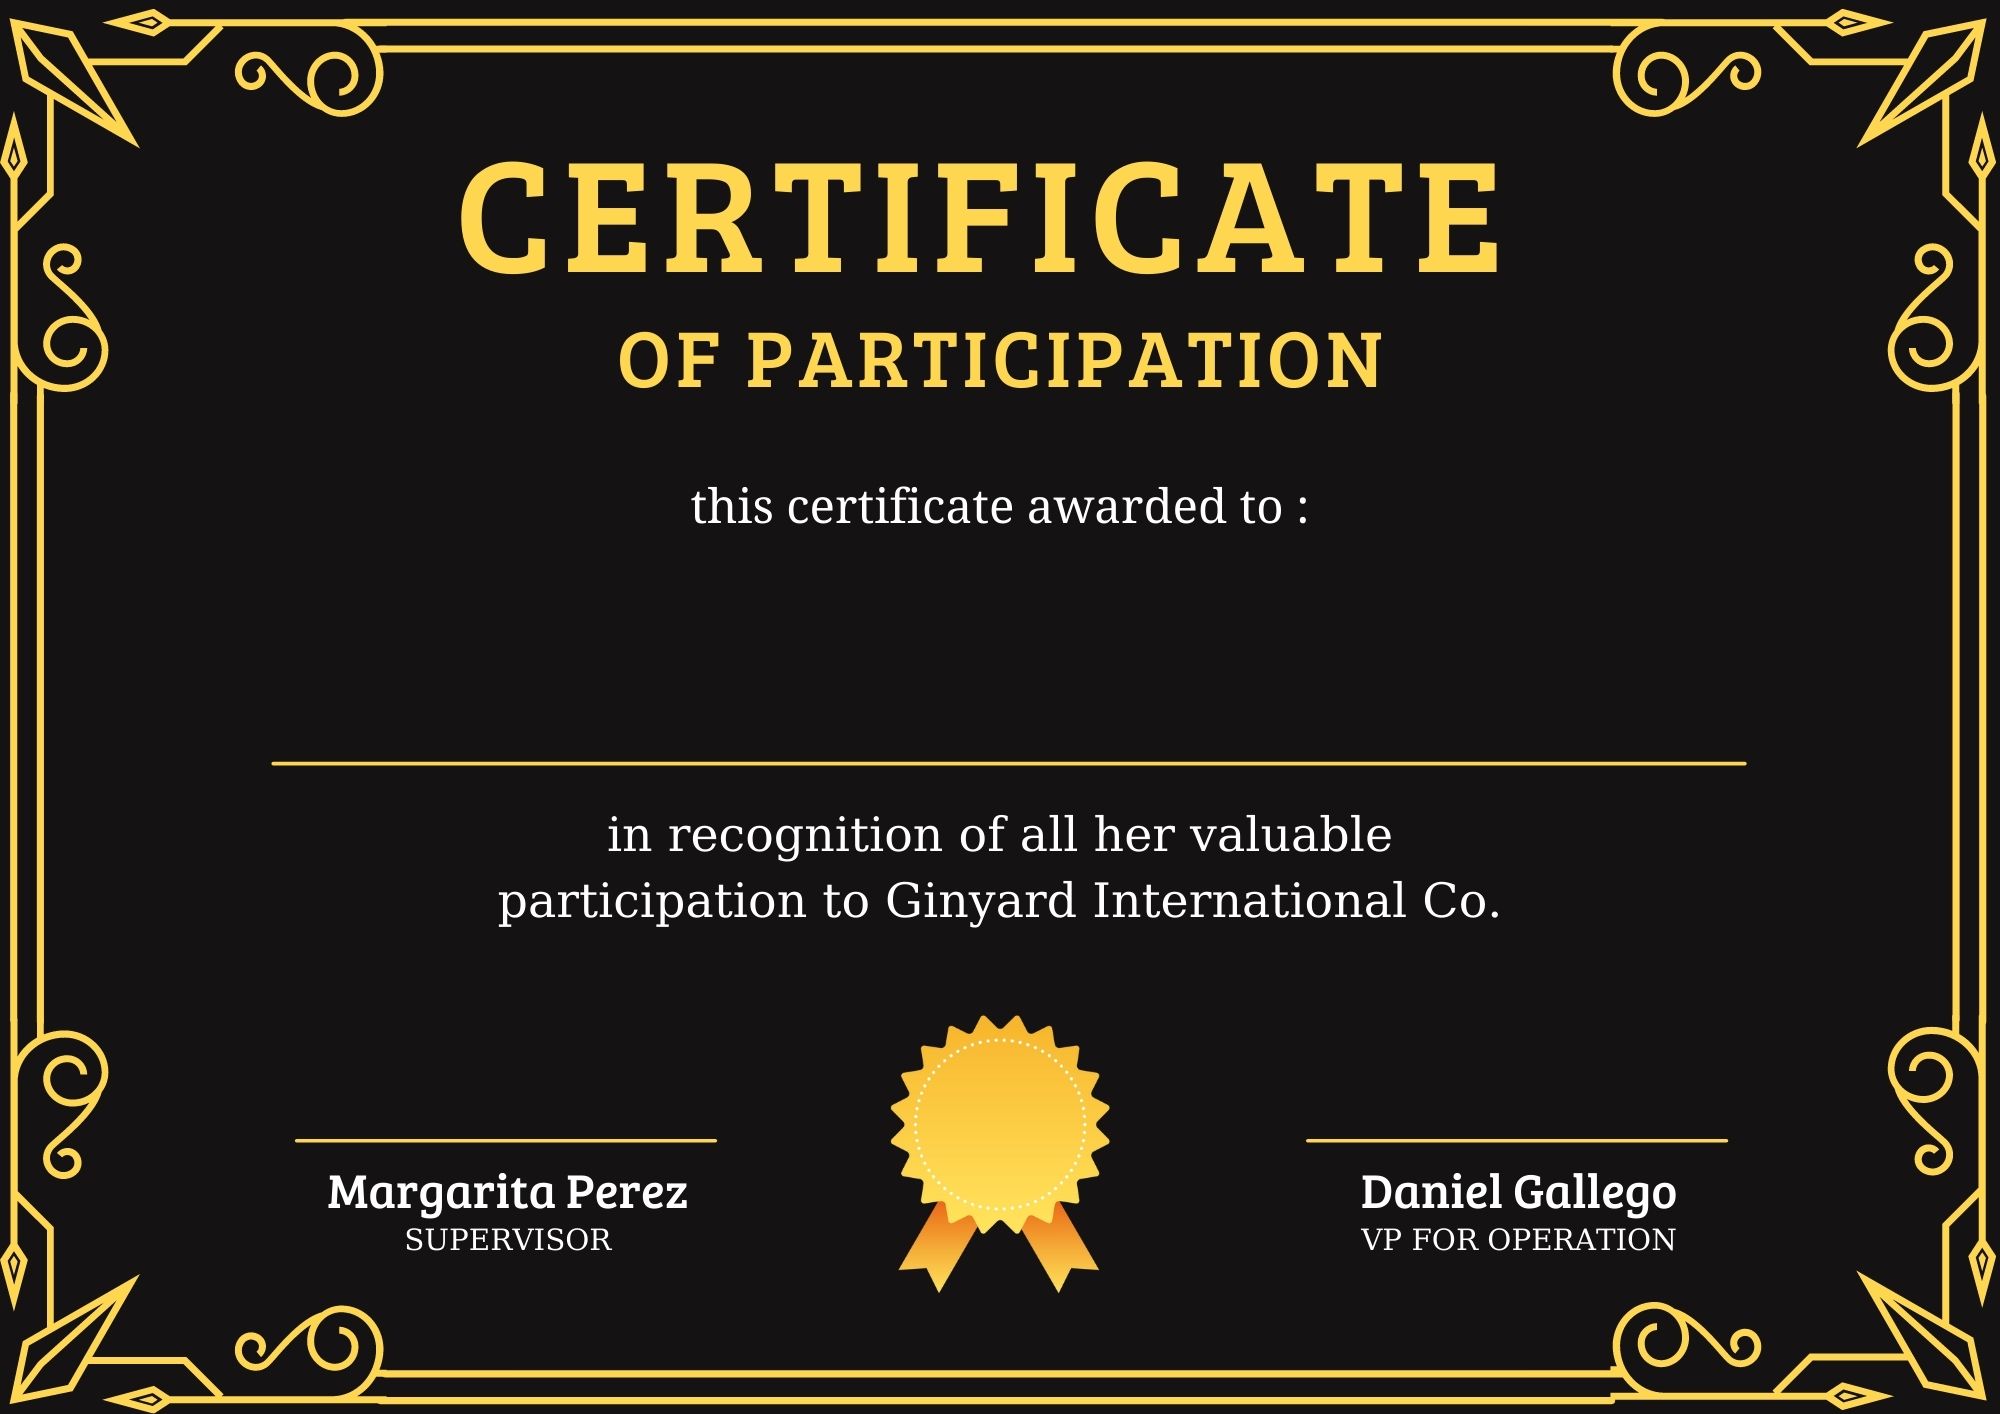 CERTIFICATE
OF PARTICIPATION
this certificate awarded to :
in recognition of all her valuable
participation to Ginyard International Co.
Margarita Perez
SUPERVISOR
Daniel Gallego
VP FOR OPERATION